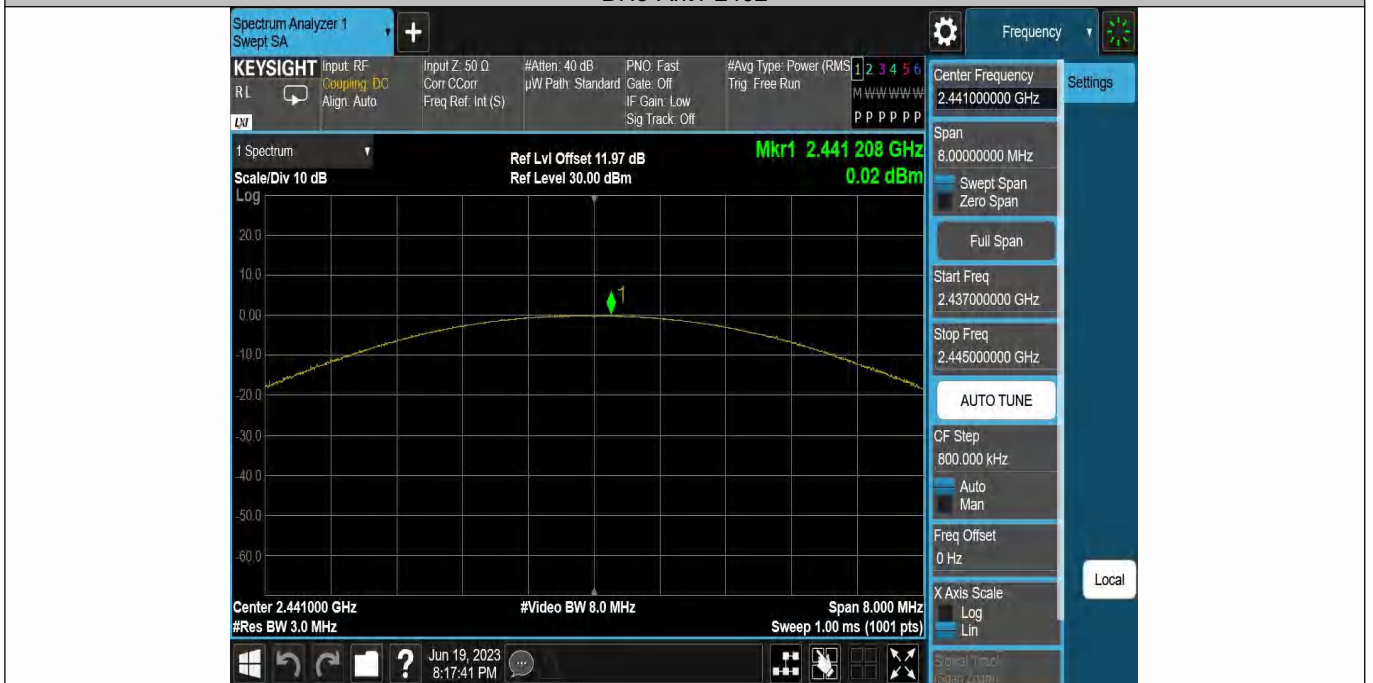 Spectrum Analyzer 1
Swept SA
+
Frequency
KEYSIGHT
RL
LXI
Input: RF
Coupling: DC
Align: Auto
Input Z: 50 Ω
Corr CCorr
Freq Ref: Int (S)
#Atten: 40 dB
µW Path: Standard
PNO: Fast
Gate: Off
IF Gain: Low
Sig Track: Off
#Avg Type: Power (RMS
Trig: Free Run
1 2 3 4 5 6
M W W W W W
P P P P P P
1 Spectrum
Scale/Div 10 dB
Log
Ref Lvl Offset 11.97 dB
Ref Level 30.00 dBm
Mkr1 2.441 208 GHz
0.02 dBm
20.0
10.0
0.00
-10.0
-20.0
-30.0
-40.0
-50.0
-60.0
1
Center 2.441000 GHz
#Res BW 3.0 MHz
#Video BW 8.0 MHz
Span 8.000 MHz
Sweep 1.00 ms (1001 pts)
Center Frequency
2.441000000 GHz
Settings
Span
8.00000000 MHz
Swept Span
Zero Span
Full Span
Start Freq
2.437000000 GHz
Stop Freq
2.445000000 GHz
AUTO TUNE
CF Step
800.000 kHz
Auto
Man
Freq Offset
0 Hz
X Axis Scale
Log
Lin
Signal Track
(Span Zoom)
Local
?
Jun 19, 2023
8:17:41 PM